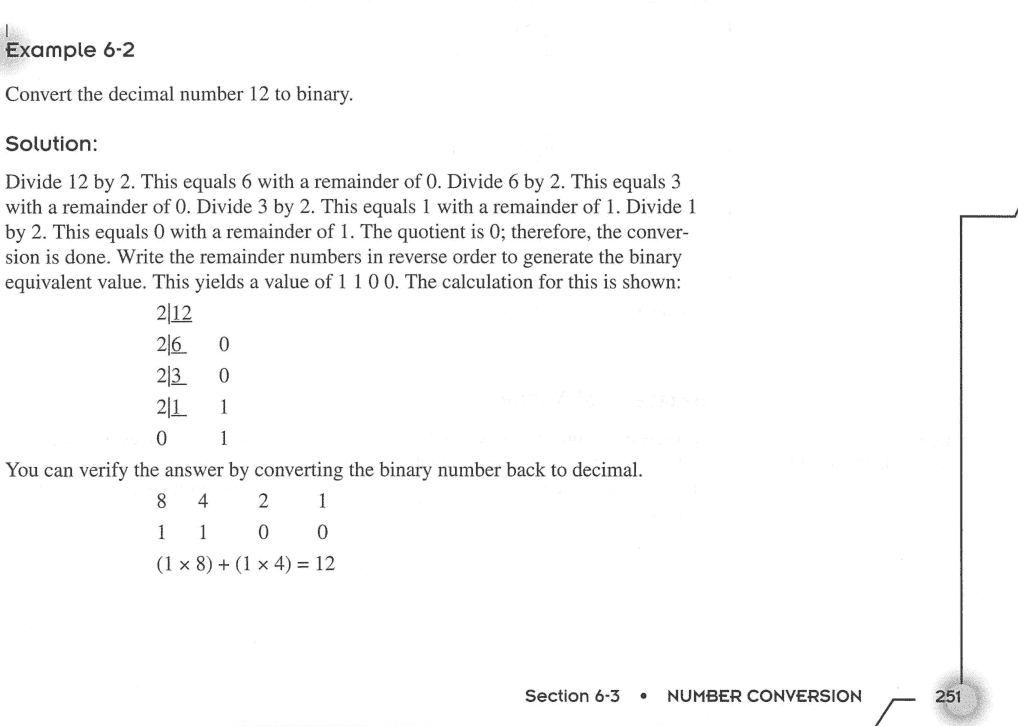 Example 6-2
Convert the decimal number 12 to binary.
Solution:
Divide 12 by 2. This equals 6 with a remainder of 0. Divide 6 by 2. This equals 3
with a remainder of 0. Divide 3 by 2. This equals 1 with a remainder of 1. Divide 1
by 2. This equals 0 with a remainder of 1. The quotient is 0; therefore, the conver-
sion is done. Write the remainder numbers in reverse order to generate the binary
equivalent value. This yields a value of 1 1 0 0. The calculation for this is shown:
2|12
2|6 0
2|3 0
2|1 1
0 1
You can verify the answer by converting the binary number back to decimal.
8 4 2 1
1 1 0 0
(1 × 8) + (1 × 4) = 12
Section 6-3 • NUMBER CONVERSION 251